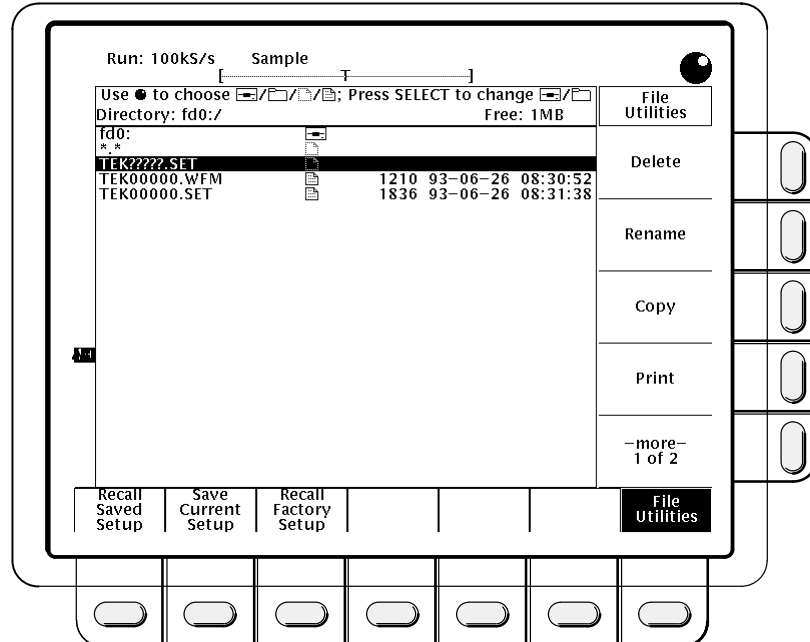 Run: 100kS/s Sample
[ T ]
Use ● to choose / / / ; Press SELECT to change /
Directory: fd0:/ Free: 1MB
fd0:
*.*
TEK?????.SET
TEK00000.WFM 1210 93–06–26 08:30:52
TEK00000.SET 1836 93–06–26 08:31:38
File
Utilities
Delete
Rename
Copy
Print
–more–
1 of 2
Recall
Saved
Setup
Save
Current
Setup
Recall
Factory
Setup
File
Utilities